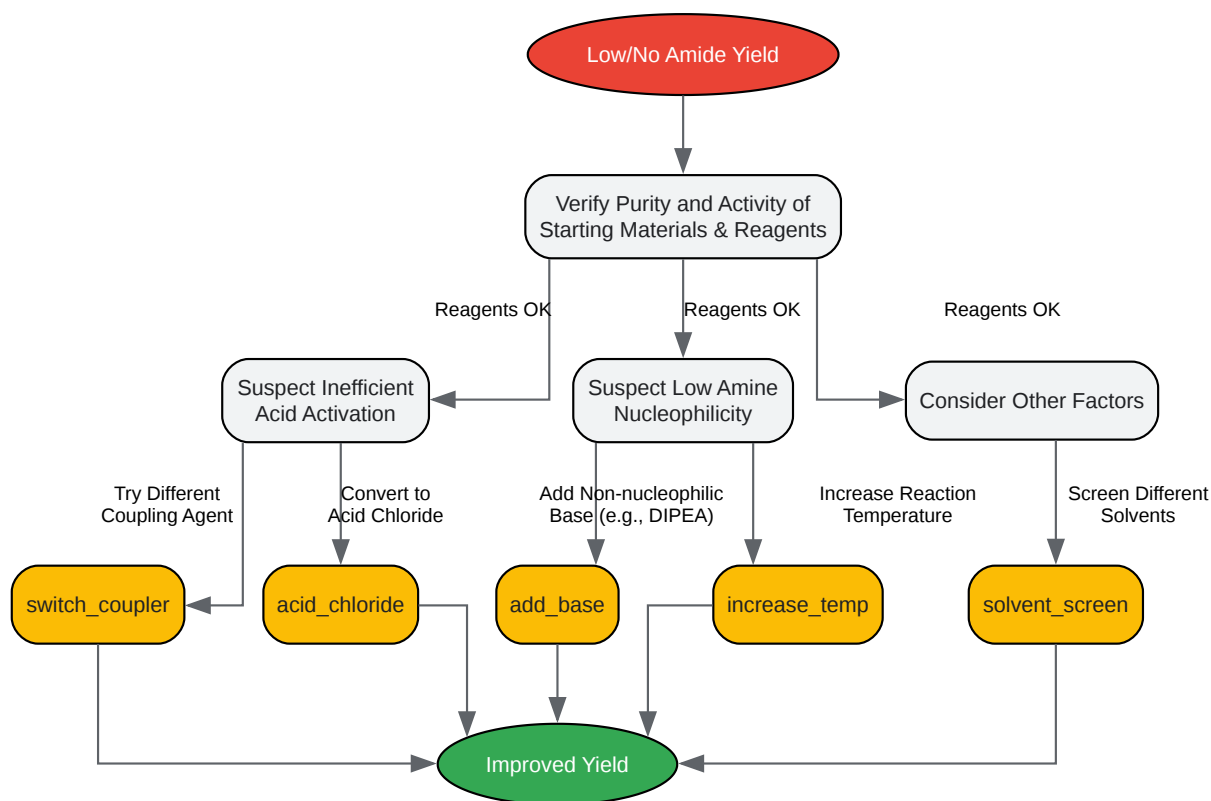 Low/No Amide Yield
Verify Purity and Activity of
Starting Materials & Reagents
Reagents OK
Reagents OK
Reagents OK
Suspect Inefficient
Acid Activation
Suspect Low Amine
Nucleophilicity
Consider Other Factors
Try Different
Coupling Agent
Convert to
Acid Chloride
Add Non-nucleophilic
Base (e.g., DIPEA)
Increase Reaction
Temperature
Screen Different
Solvents
switch_coupler
acid_chloride
add_base
increase_temp
solvent_screen
Improved Yield